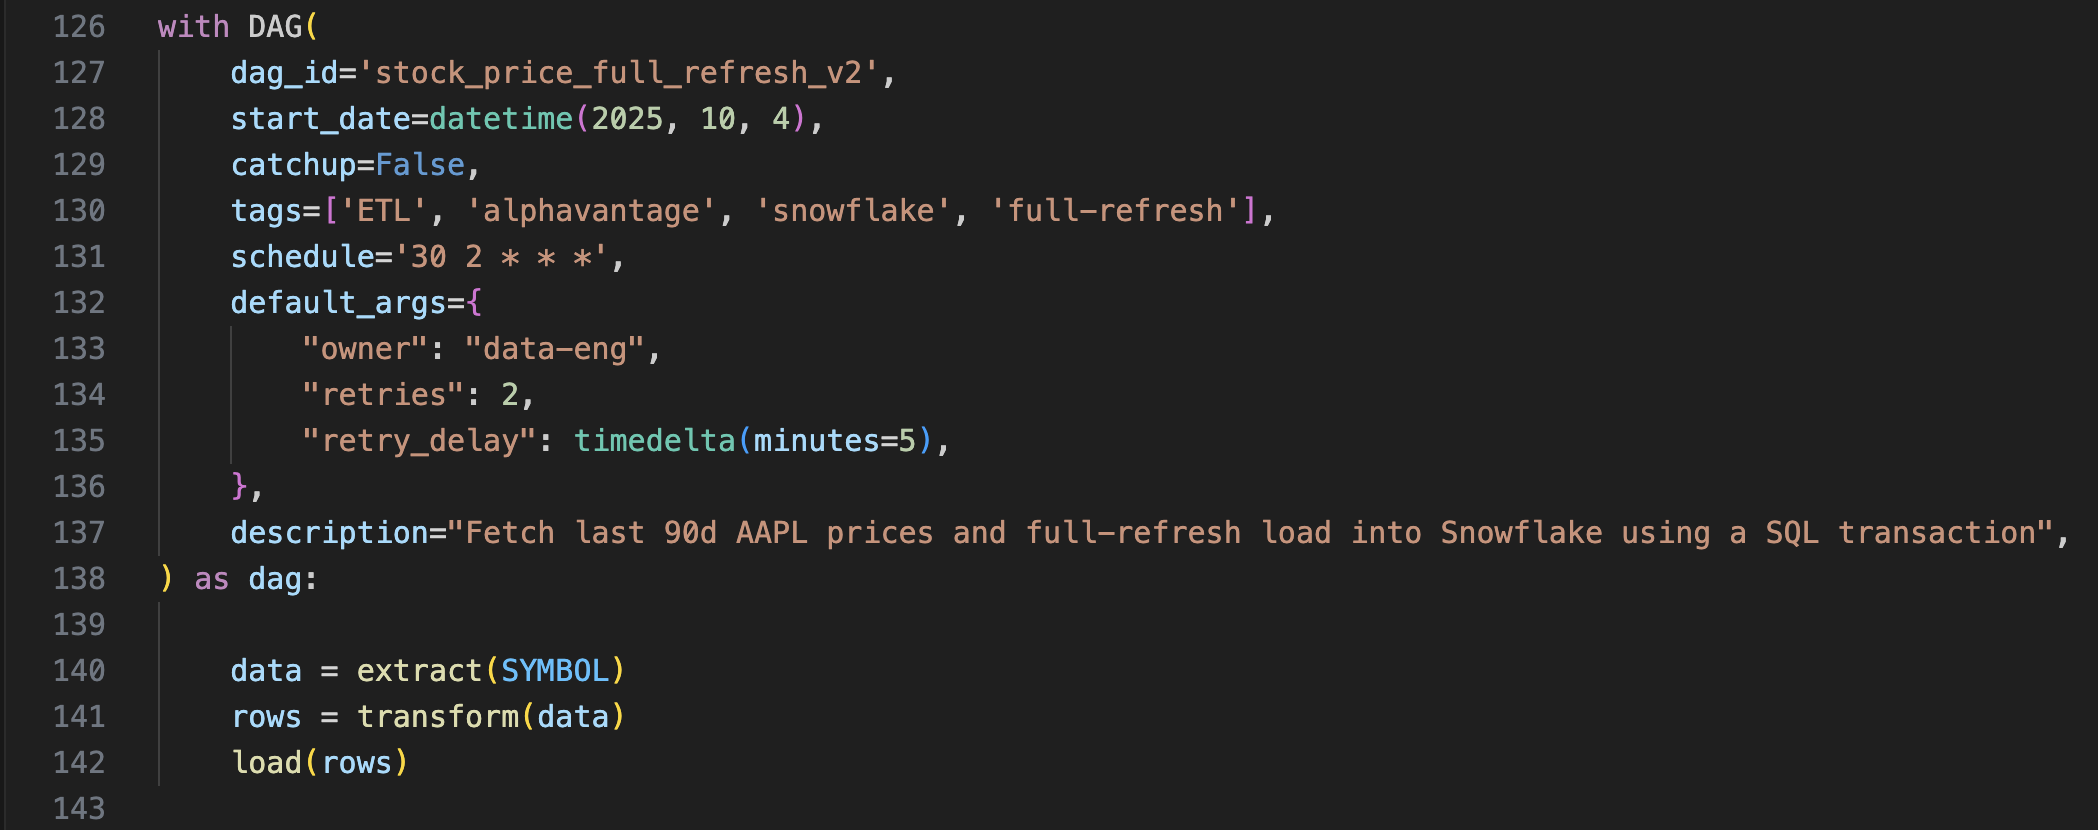 126 with DAG(
127 dag_id='stock_price_full_refresh_v2',
128 start_date=datetime(2025, 10, 4),
129 catchup=False,
130 tags=['ETL', 'alphavantage', 'snowflake', 'full-refresh'],
131 schedule='30 2 * * *',
132 default_args={
133 "owner": "data-eng",
134 "retries": 2,
135 "retry_delay": timedelta(minutes=5),
136 },
137 description="Fetch last 90d AAPL prices and full-refresh load into Snowflake using a SQL transaction",
138 ) as dag:
139
140 data = extract(SYMBOL)
141 rows = transform(data)
142 load(rows)
143